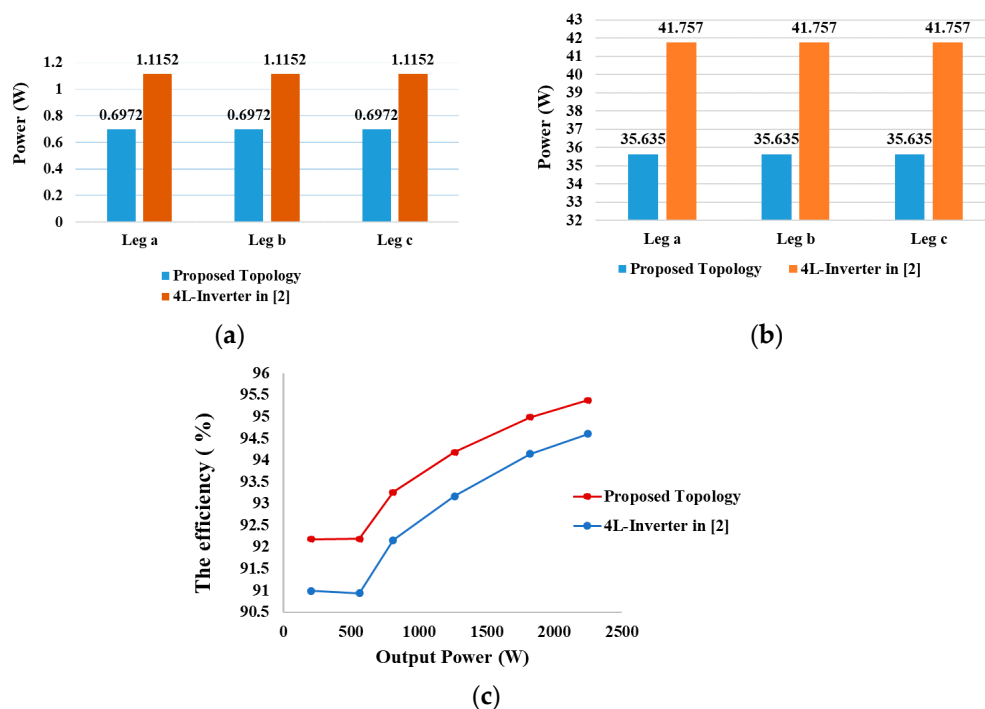 Power (W)
1.2
1
0.8
0.6
0.4
0.2
0
0.6972
1.1152
0.6972
1.1152
0.6972
1.1152
Leg a
Leg b
Leg c
Proposed Topology
4L-Inverter in [2]
(a)
Power (W)
43
42
41
40
39
38
37
36
35
34
33
32
35.635
41.757
35.635
41.757
35.635
41.757
Leg a
Leg b
Leg c
Proposed Topology
4L-Inverter in [2]
(b)
The efficiency ( %)
96
95.5
95
94.5
94
93.5
93
92.5
92
91.5
91
90.5
0
500
1000
1500
2000
2500
Output Power (W)
Proposed Topology
4L-Inverter in [2]
(c)